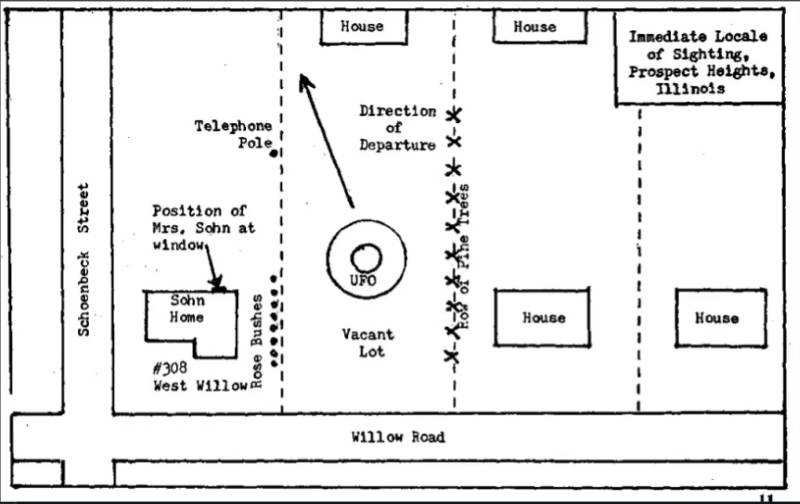 House
House
Immediate Locale
of Sighting,
Prospect Heights,
Illinois
Direction
of
Departure
Telephone
Pole
Schoenbeck Street
Position of
Mrs. Sohn at
window
Row of Pine Trees
UFO
Sohn
Home
Rose Bushes
House
House
Vacant
Lot
#308
West Willow
Willow Road
11